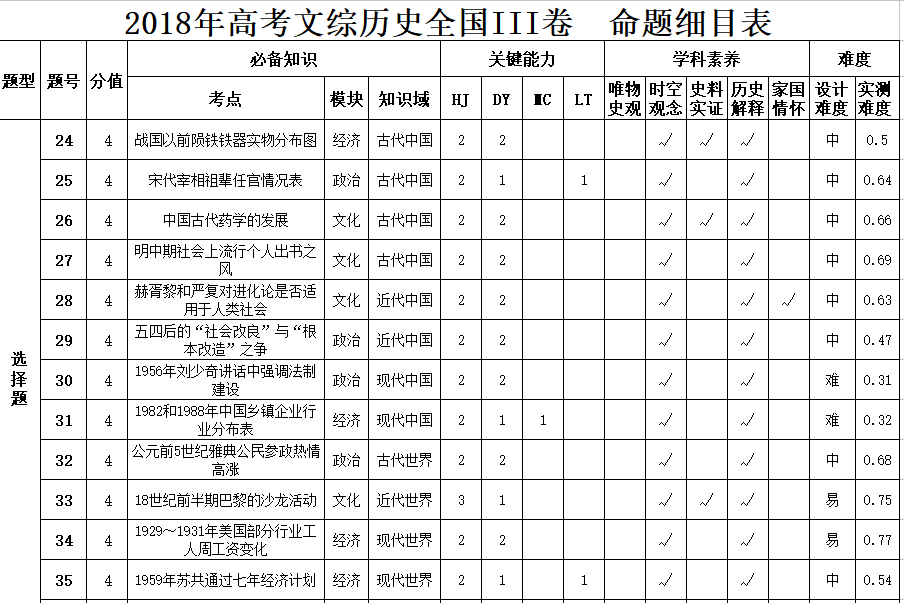 2018年高考文综历史全国III卷 命题细目表
题型 题号 分值 必备知识 关键能力 学科素养 难度
考点 模块 知识域 HJ DY MC LT 唯物史观 时空观念 史料实证 历史解释 家国情怀 设计难度 实测难度
选择题
24 4 战国以前陨铁铁器实物分布图 经济 古代中国 2 2 √ √ √ 中 0.5
25 4 宋代宰相祖辈任官情况表 政治 古代中国 2 1 1 √ √ 中 0.64
26 4 中国古代药学的发展 文化 古代中国 2 2 √ √ √ 中 0.66
27 4 明中期社会上流行个人出书之风 文化 古代中国 2 2 √ √ 中 0.69
28 4 赫胥黎和严复对进化论是否适用于人类社会 文化 近代中国 2 2 √ √ √ 中 0.63
29 4 五四后的“社会改良”与“根本改造”之争 政治 近代中国 2 2 √ √ 中 0.47
30 4 1956年刘少奇讲话中强调法制建设 政治 现代中国 2 2 √ √ 难 0.31
31 4 1982和1988年中国乡镇企业行业分布表 经济 现代中国 2 1 1 √ √ 难 0.32
32 4 公元前5世纪雅典公民参政热情高涨 政治 古代世界 2 2 √ √ 中 0.68
33 4 18世纪前半期巴黎的沙龙活动 文化 近代世界 3 1 √ √ √ 易 0.75
34 4 1929～1931年美国部分行业工人周工资变化 经济 现代世界 2 2 √ √ 易 0.77
35 4 1959年苏共通过七年经济计划 经济 现代世界 2 1 1 √ √ 中 0.54